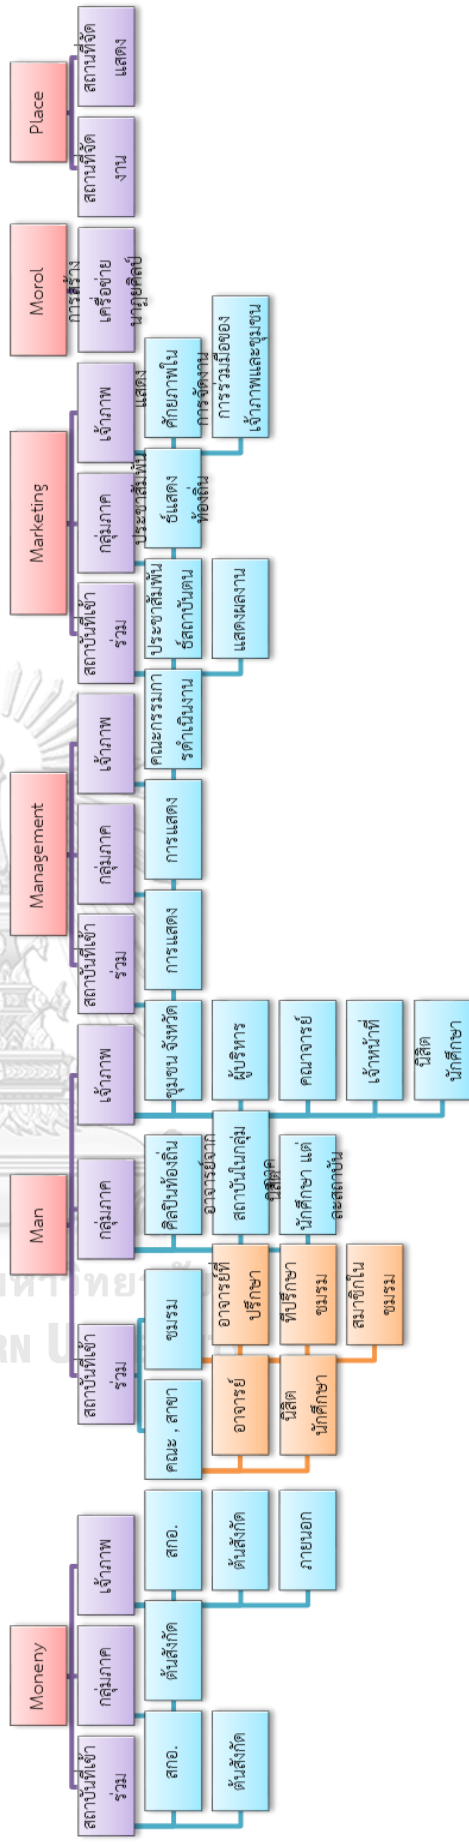 Moneny
สถาบันที่เข้า
ร่วม
สกอ.
ต้นสังกัด
กลุ่มภาค
ต้นสังกัด
เจ้าภาพ
สกอ.
ต้นสังกัด
ภายนอก
Man
สถาบันที่เข้า
ร่วม
คณะ , สาขา
อาจารย์
นิสิต
นักศึกษา
ชมรม
อาจารย์ที่
ปรึกษา
ที่ปรึกษา
ชมรม
สมาชิกใน
ชมรม
กลุ่มภาค
ศิลปินท้องถิ่น
อาจารย์จาก
สถาบันในกลุ่ม
ภาค
นิสิต
นักศึกษา แต่
ละสถาบัน
เจ้าภาพ
ชุมชน จังหวัด
ผู้บริหาร
คณาจารย์
เจ้าหน้าที่
นิสิต
นักศึกษา
Management
สถาบันที่เข้า
ร่วม
การแสดง
กลุ่มภาค
การแสดง
เจ้าภาพ
คณะกรรมกา
รดำเนินงาน
Marketing
สถาบันที่เข้า
ร่วม
ประชาสัมพัน
ธ์สถาบันตน
แสดงผลงาน
กลุ่มภาค
ประชาสัมพัน
ธ์แสดง
ท้องถิ่น
เจ้าภาพ
แสดง
ศักยภาพใน
การจัดงาน
การร่วมมือของ
เจ้าภาพและชุมชน
Morol
การสร้าง
เครือข่าย
นาฏยศิลป์
Place
สถานที่จัด
งาน
สถานที่จัด
แสดง